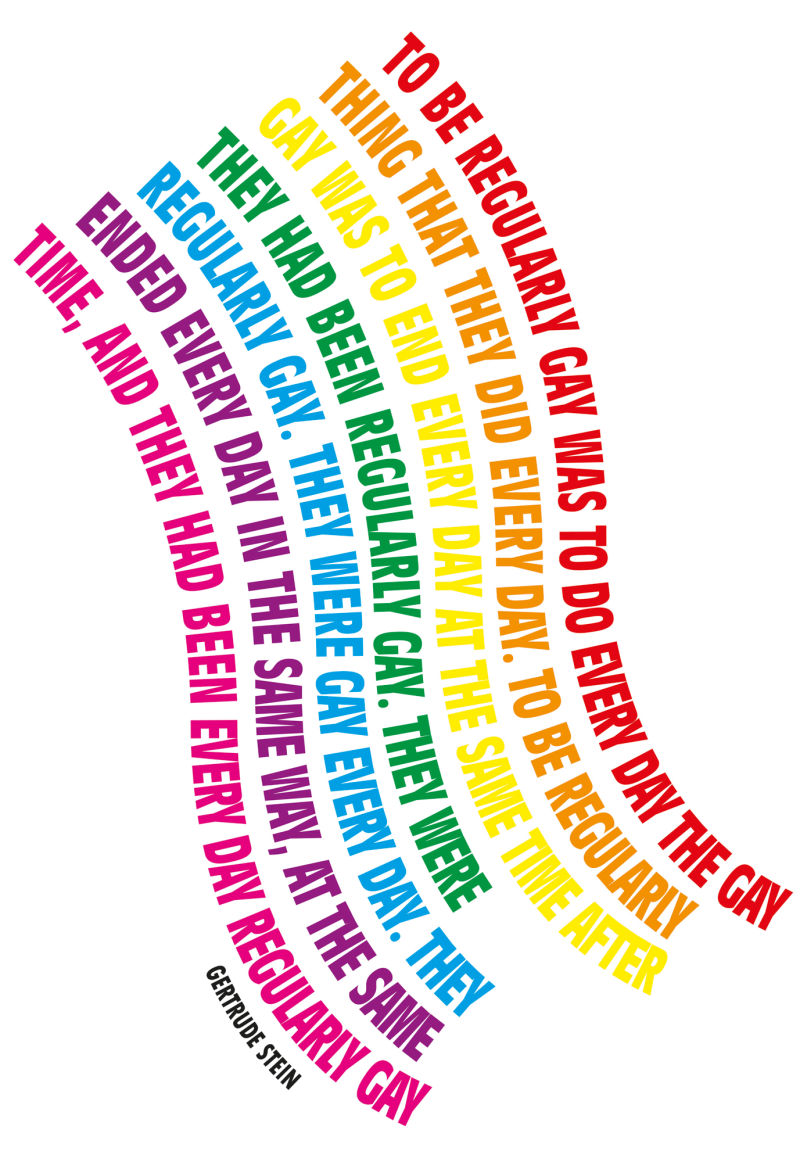 TO BE REGULARLY GAY WAS TO DO EVERY DAY THE GAY
THING THAT THEY DID EVERY DAY. TO BE REGULARLY
GAY WAS TO END EVERY DAY AT THE SAME TIME AFTER
THEY HAD BEEN REGULARLY GAY. THEY WERE
REGULARLY GAY. THEY WERE GAY EVERY DAY. THEY
ENDED EVERY DAY IN THE SAME WAY, AT THE SAME
TIME, AND THEY HAD BEEN EVERY DAY REGULARLY GAY
GERTRUDE STEIN